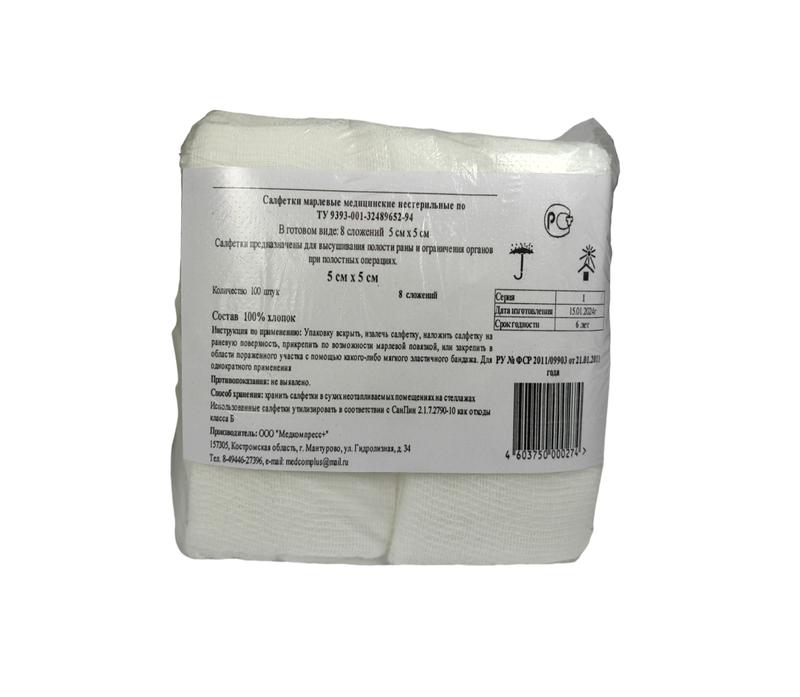 Салфетки марлевые медицинские нестерильные по
ТУ 9393-001-32489652-94
В готовом виде: 8 сложений 5 см х 5 см
Салфетки предназначены для высушивания полости раны и ограничения органов
при полостных операциях.
5 см х 5 см
Количество 100 штук
8 сложений
Состав 100% хлопок
Инструкция по применению: Упаковку вскрыть, извлечь салфетку, наложить салфетку на
раневую поверхность, прикрепить по возможности марлевой повязкой, или закрепить в
области пораженного участка с помощью какого-либо мягкого эластичного бандажа. Для
однократного применения
Противопоказания: не выявлено.
Способ хранения: хранить салфетки в сухих неотапливаемых помещениях на стеллажах
Использованные салфетки утилизировать в соответствии с СанПин 2.1.7.2790-10 как отходы
класса Б
Производитель: ООО "Медкомпресс+"
157305, Костромская область, г. Мантурово, ул. Гидролизная, д. 34
Тел. 8-49446-27396, e-mail: medcomplus@mail.ru
РСТ
Серия 1
Дата изготовления 15.01.2024г
Срок годности 6 лет
РУ № ФСР 2011/09903 от 21.01.2011
года
4 603750 000274 >